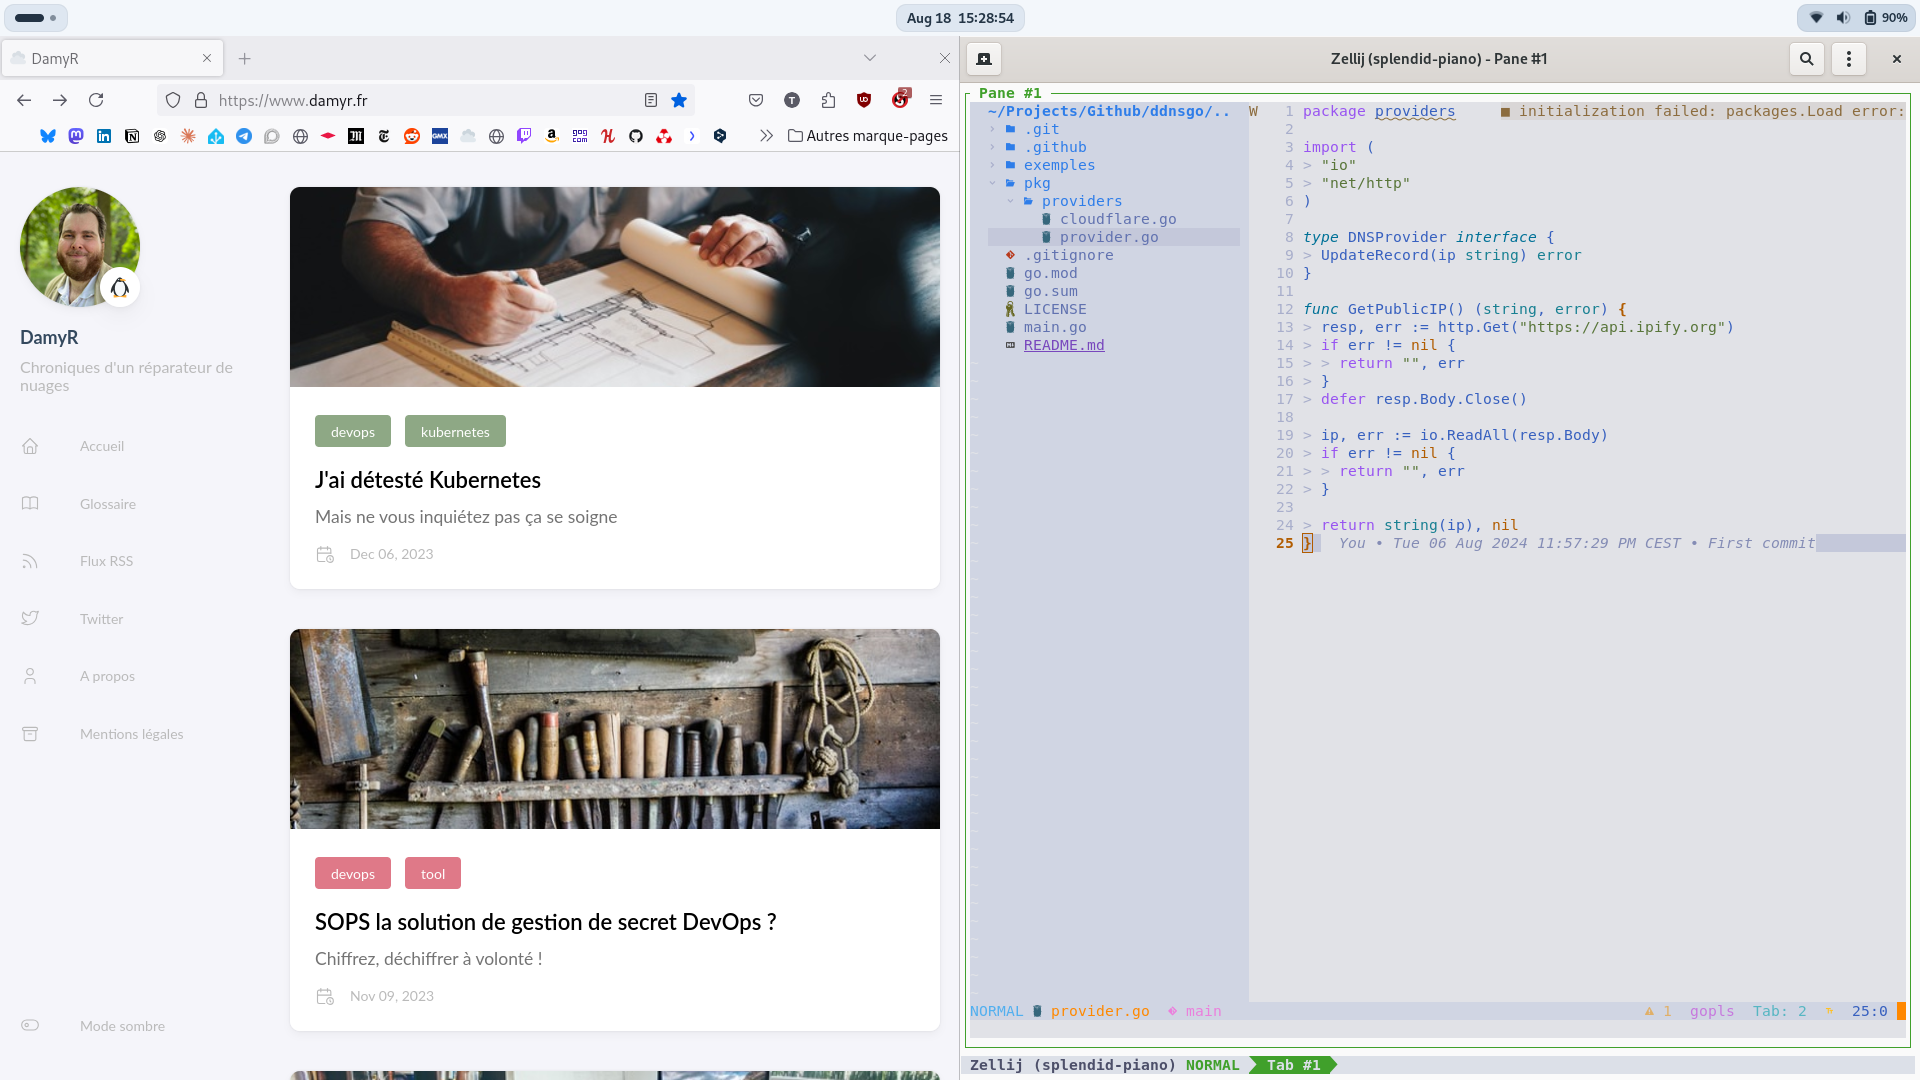 Aug 18 15:28:54
90%
DamyR
https://www.damyr.fr
2
Autres marque-pages
DamyR
Chroniques d'un réparateur de
nuages
Accueil
Glossaire
Flux RSS
Twitter
A propos
Mentions légales
Mode sombre
devops
kubernetes
J'ai détesté Kubernetes
Mais ne vous inquiétez pas ça se soigne
Dec 06, 2023
devops
tool
SOPS la solution de gestion de secret DevOps ?
Chiffrez, déchiffrer à volonté !
Nov 09, 2023
Zellij (splendid-piano) - Pane #1
Pane #1
~/Projects/Github/ddnsgo/..
.git
.github
exemples
pkg
providers
cloudflare.go
provider.go
.gitignore
go.mod
go.sum
LICENSE
main.go
README.md
W 1 package providers ■ initialization failed: packages.Load error:
2
3 import (
4 > "io"
5 > "net/http"
6 )
7
8 type DNSProvider interface {
9 > UpdateRecord(ip string) error
10 }
11
12 func GetPublicIP() (string, error) {
13 > resp, err := http.Get("https://api.ipify.org")
14 > if err != nil {
15 > > return "", err
16 > }
17 > defer resp.Body.Close()
18
19 > ip, err := io.ReadAll(resp.Body)
20 > if err != nil {
21 > > return "", err
22 > }
23
24 > return string(ip), nil
25 } You • Tue 06 Aug 2024 11:57:29 PM CEST • First commit
NORMAL provider.go main 1 gopls Tab: 2 25:0
Zellij (splendid-piano) NORMAL Tab #1